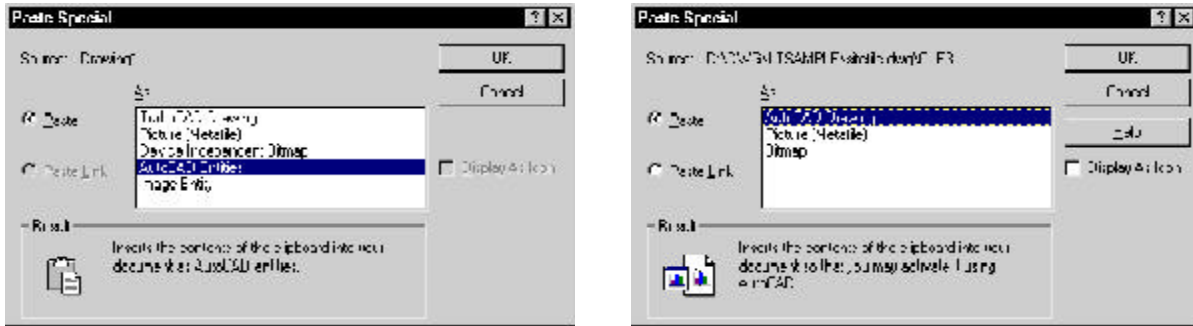 Paste Special
Source: Drawing
OK
Cancel
As:
Paste
Paste Link
Drawing
Picture (Metafile)
Device Independent Bitmap
AutoCAD Entities
Image Entity
Display As Icon
Result
Inserts the contents of the clipboard into your
document as AutoCAD entities.
Paste Special
Source:
OK
Cancel
Help
As:
Paste
Paste Link
AutoCAD Drawing
Picture (Metafile)
Bitmap
Display As Icon
Result
Inserts the contents of the clipboard into your
document so that you may activate it using
AutoCAD.